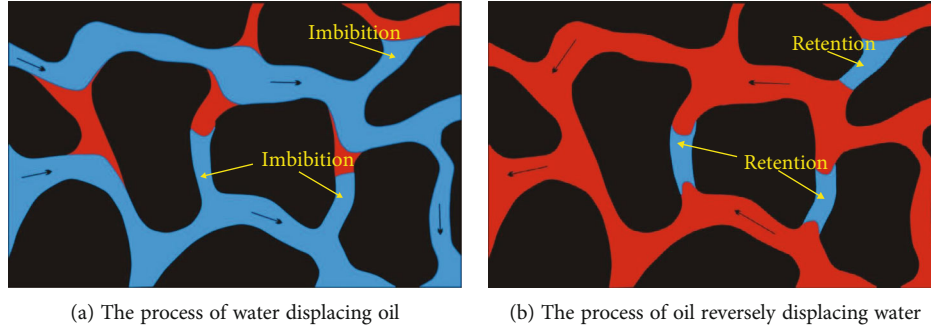 Imbibition
Imbibition
(a) The process of water displacing oil
Retention
Retention
(b) The process of oil reversely displacing water